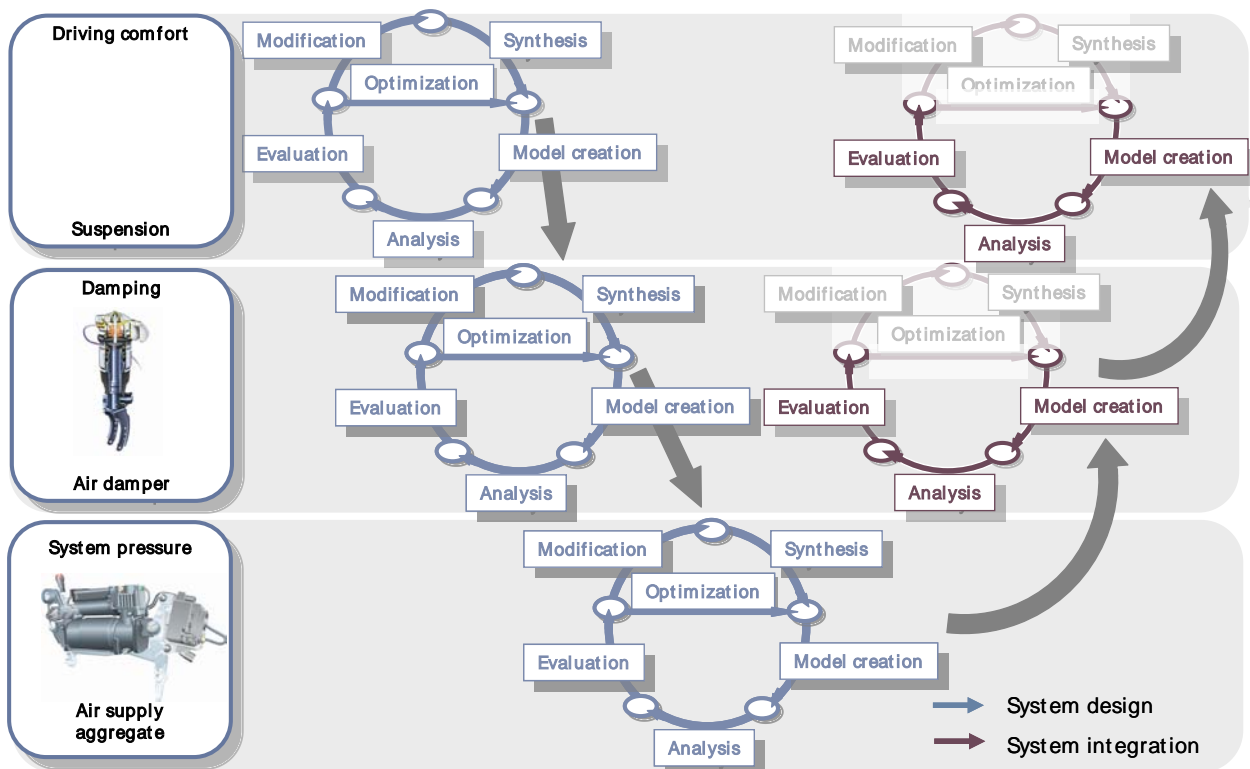 Driving comfort
Suspension
Modification
Synthesis
Optimization
Evaluation
Model creation
Analysis
Modification
Synthesis
Optimization
Evaluation
Model creation
Analysis
Damping
Air damper
Modification
Synthesis
Optimization
Evaluation
Model creation
Analysis
Modification
Synthesis
Optimization
Evaluation
Model creation
Analysis
System pressure
Air supply
aggregate
Modification
Synthesis
Optimization
Evaluation
Model creation
Analysis
System design
System integration